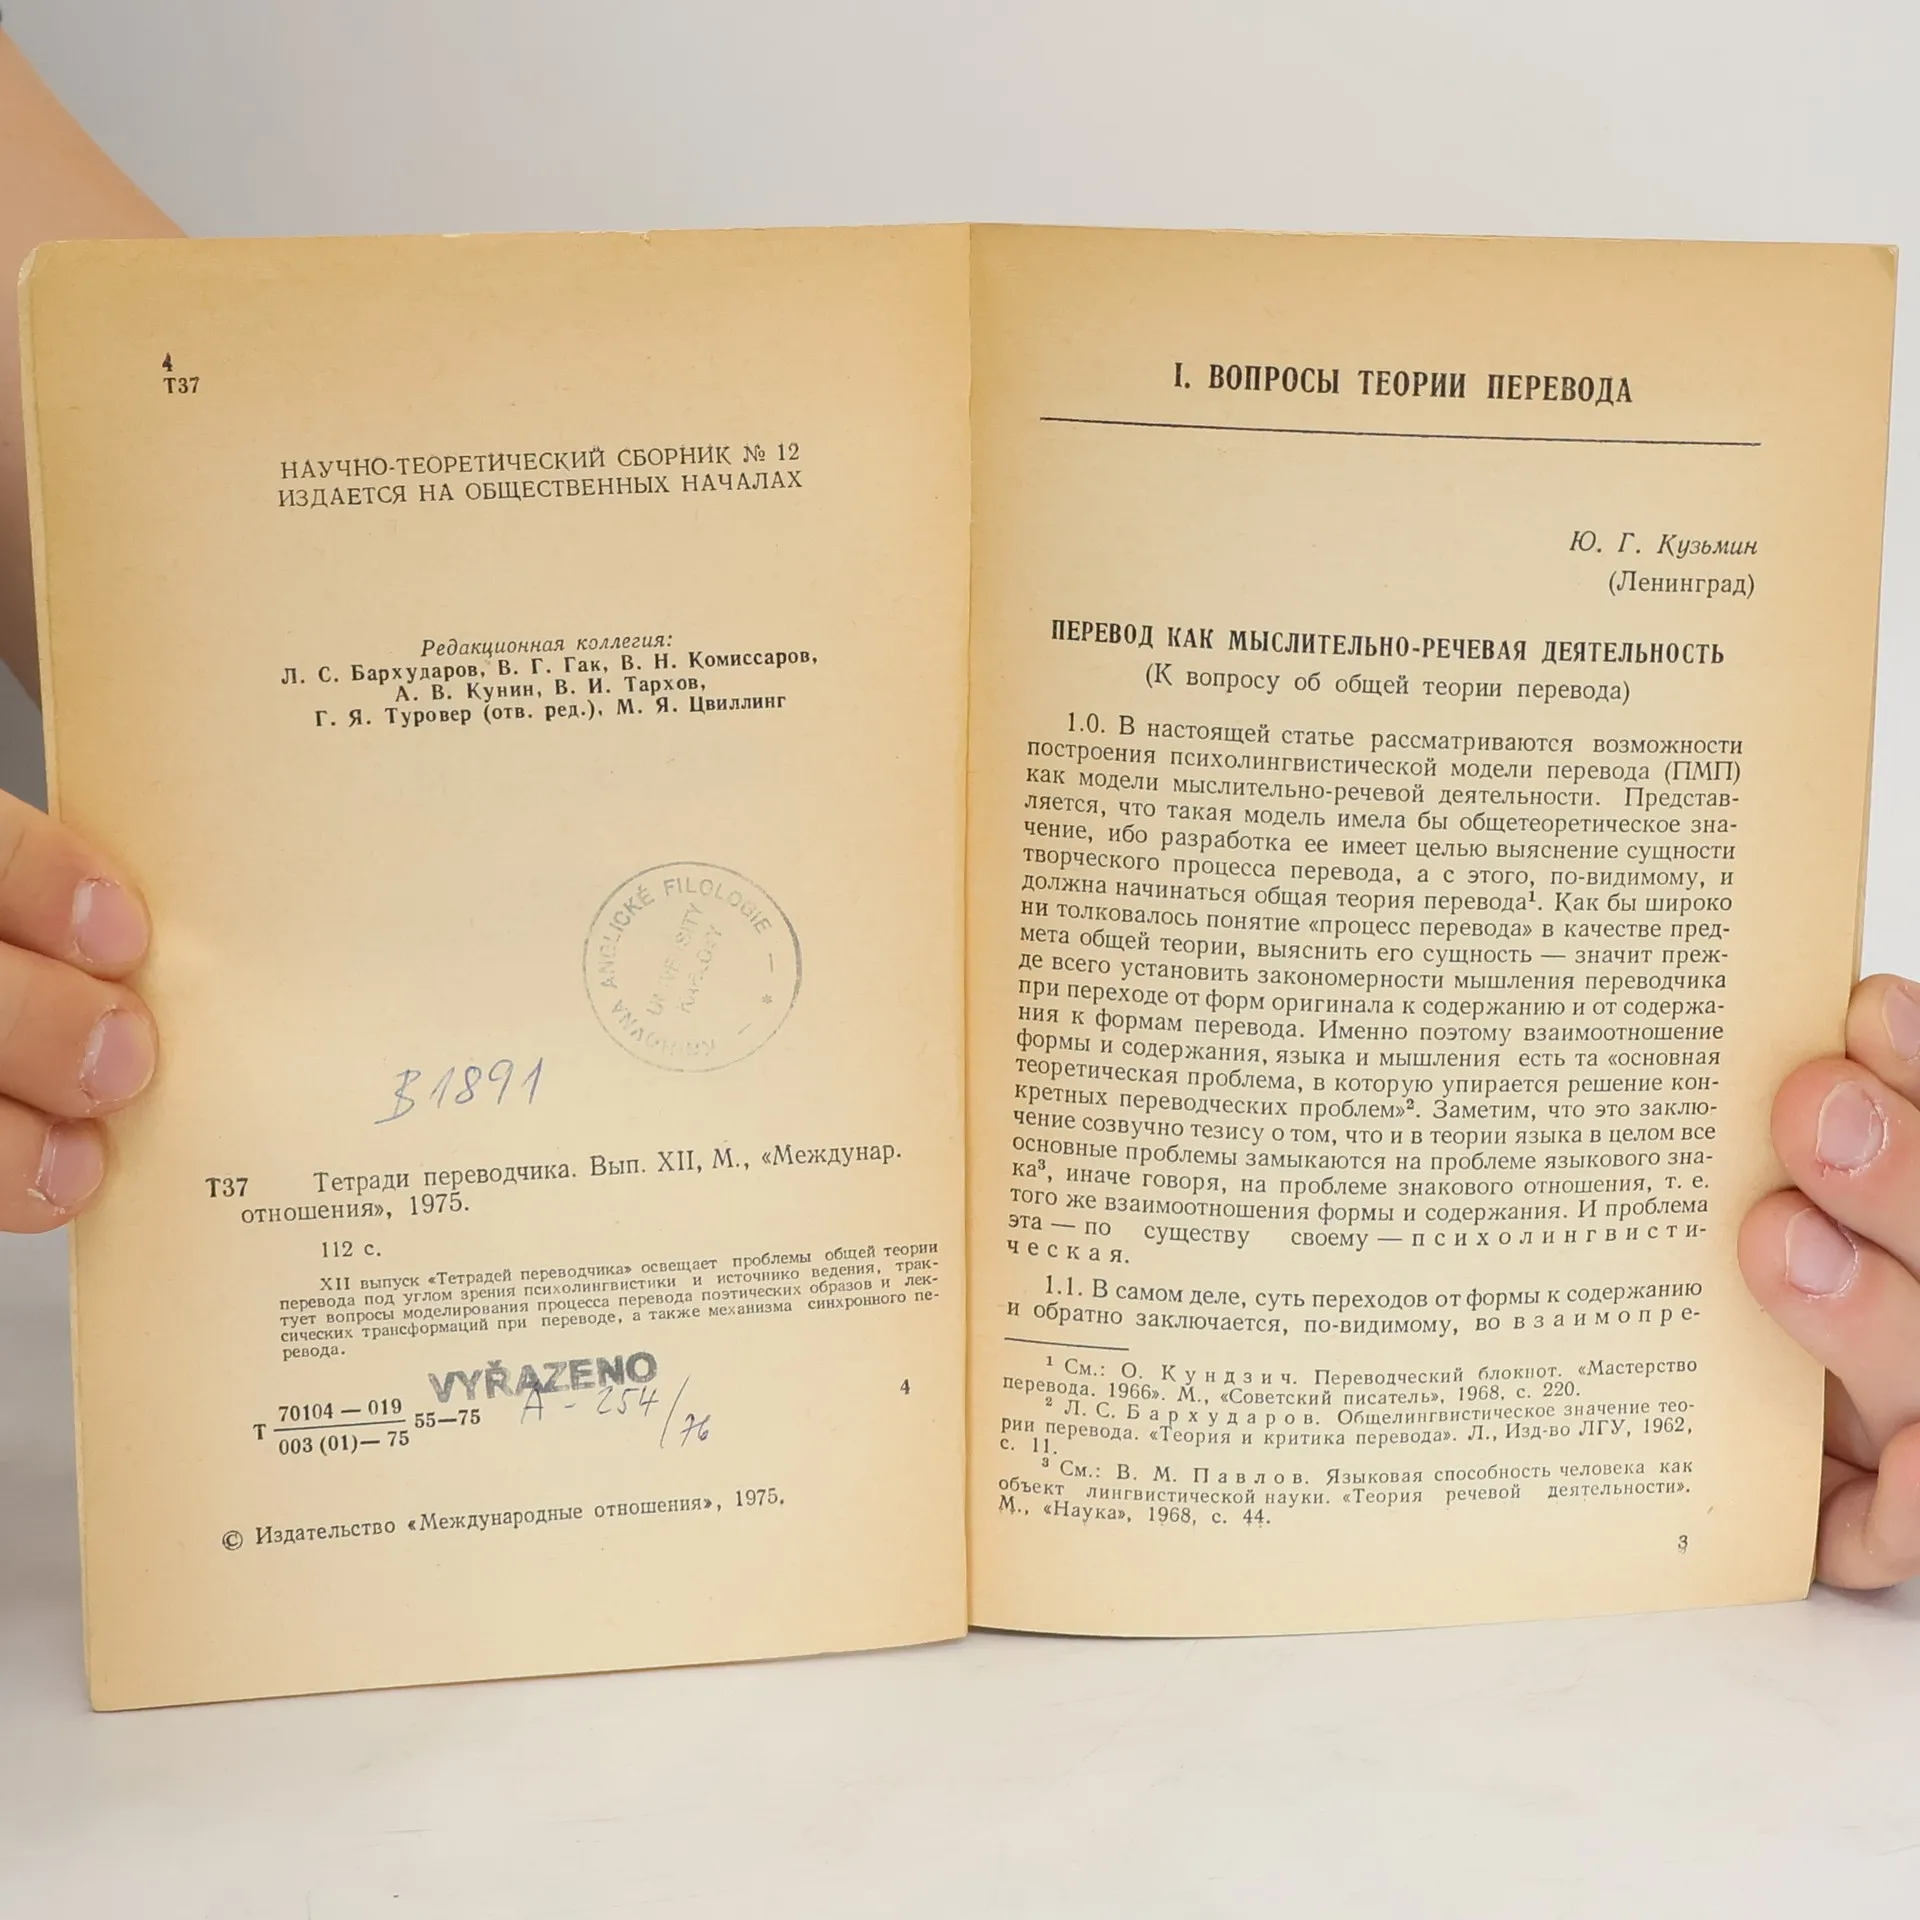 4
Т37
НАУЧНО-ТЕОРЕТИЧЕСКИЙ СБОРНИК № 12
ИЗДАЕТСЯ НА ОБЩЕСТВЕННЫХ НАЧАЛАХ
Редакционная коллегия:
Л. С. Бархударов, В. Г. Гак, В. Н. Комиссаров,
А. В. Кунин, В. И. Тархов,
Г. Я. Туровер (отв. ред.), М. Я. Цвиллинг
KNIHOVNA ANGLICKÉ FILOLOGIE — * —
UNIVERSITY
B 1891
Т37 Тетради переводчика. Вып. XII, М., «Междунар.
отношения», 1975.
112 с.
XII выпуск «Тетрадей переводчика» освещает проблемы общей теории
перевода под углом зрения психолингвистики и источнико ведения, трак-
тует вопросы моделирования процесса перевода поэтических образов и лек-
сических трансформаций при переводе, а также механизма синхронного пе-
ревода.
VYŘAZENO
A - 254/76
Т 70104 — 019 55—75 4
003 (01)— 75
© Издательство «Международные отношения», 1975.
I. ВОПРОСЫ ТЕОРИИ ПЕРЕВОДА
Ю. Г. Кузьмин
(Ленинград)
ПЕРЕВОД КАК МЫСЛИТЕЛЬНО-РЕЧЕВАЯ ДЕЯТЕЛЬНОСТЬ
(К вопросу об общей теории перевода)
1.0. В настоящей статье рассматриваются возможности
построения психолингвистической модели перевода (ПМП)
как модели мыслительно-речевой деятельности. Представ-
ляется, что такая модель имела бы общетеоретическое зна-
чение, ибо разработка ее имеет целью выяснение сущности
творческого процесса перевода, а с этого, по-видимому, и
должна начинаться общая теория перевода¹. Как бы широко
ни толковалось понятие «процесс перевода» в качестве пред-
мета общей теории, выяснить его сущность — значит преж-
де всего установить закономерности мышления переводчика
при переходе от форм оригинала к содержанию и от содержа-
ния к формам перевода. Именно поэтому взаимоотношение
формы и содержания, языка и мышления есть та «основная
теоретическая проблема, в которую упирается решение кон-
кретных переводческих проблем»². Заметим, что это заклю-
чение созвучно тезису о том, что и в теории языка в целом все
основные проблемы замыкаются на проблеме языкового зна-
ка³, иначе говоря, на проблеме знакового отношения, т. е.
того же взаимоотношения формы и содержания. И проблема
эта — по существу своему — п с и х о л и н г в и с т и-
ч е с к а я.
1.1. В самом деле, суть переходов от формы к содержанию
и обратно заключается, по-видимому, во в з а и м о п р е-
¹ См.: О. К у н д з и ч. Переводческий блокнот. «Мастерство
перевода. 1966». М., «Советский писатель», 1968, с. 220.
² Л. С. Б а р х у д а р о в. Общелингвистическое значение тео-
рии перевода. «Теория и критика перевода». Л., Изд-во ЛГУ, 1962,
с. 11.
³ См.: В. М. П а в л о в. Языковая способность человека как
объект лингвистической науки. «Теория речевой деятельности».
М., «Наука», 1968, с. 44.
3